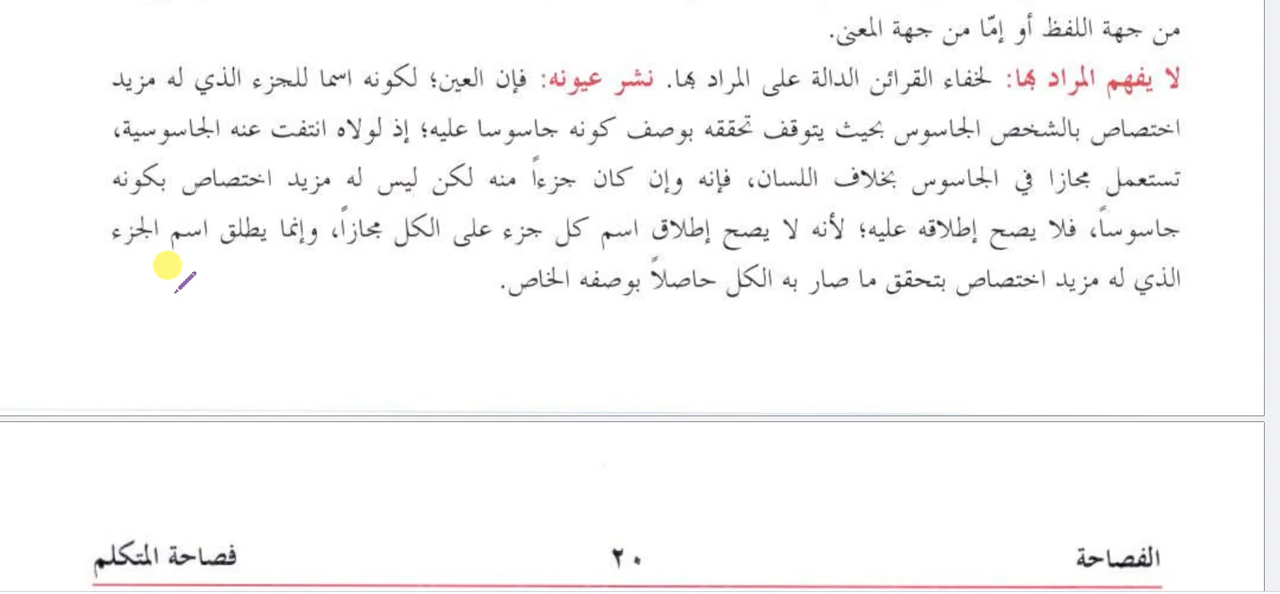 من جهة اللفظ أو إمّا من جهة المعنى.
لا يفهم المراد بها: لخفاء القرائن الدالة على المراد بها. نشر عيونه: فإن العين؛ لكونه اسما للجزء الذي له مزيد
اختصاص بالشخص الجاسوس بحيث يتوقف تحققه بوصف كونه جاسوسا عليه؛ إذ لولاه انتفت عنه الجاسوسية،
تستعمل مجازا في الجاسوس بخلاف اللسان، فإنه وإن كان جزءاً منه لكن ليس له مزيد اختصاص بكونه
جاسوساً، فلا يصح إطلاقه عليه؛ لأنه لا يصح إطلاق اسم كل جزء على الكل مجازاً، وإنما يطلق اسم الجزء
الذي له مزيد اختصاص بتحقق ما صار به الكل حاصلاً بوصفه الخاص.
الفصاحة ٢٠ فصاحة المتكلم